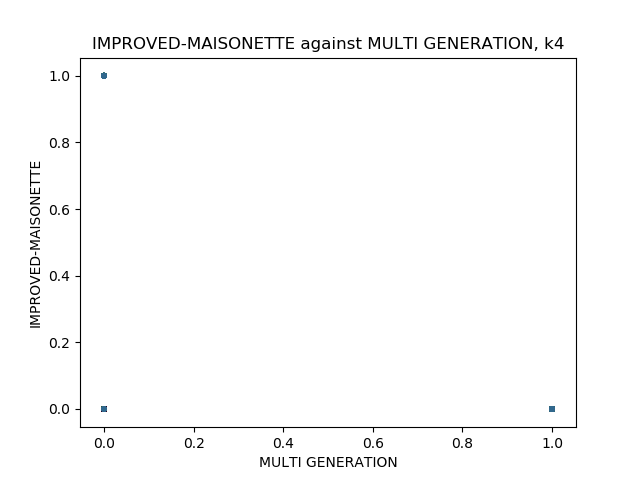 IMPROVED-MAISONETTE against MULTI GENERATION, k4
1.0
0.8
0.6
0.4
0.2
0.0
IMPROVED-MAISONETTE
0.0 0.2 0.4 0.6 0.8 1.0
MULTI GENERATION